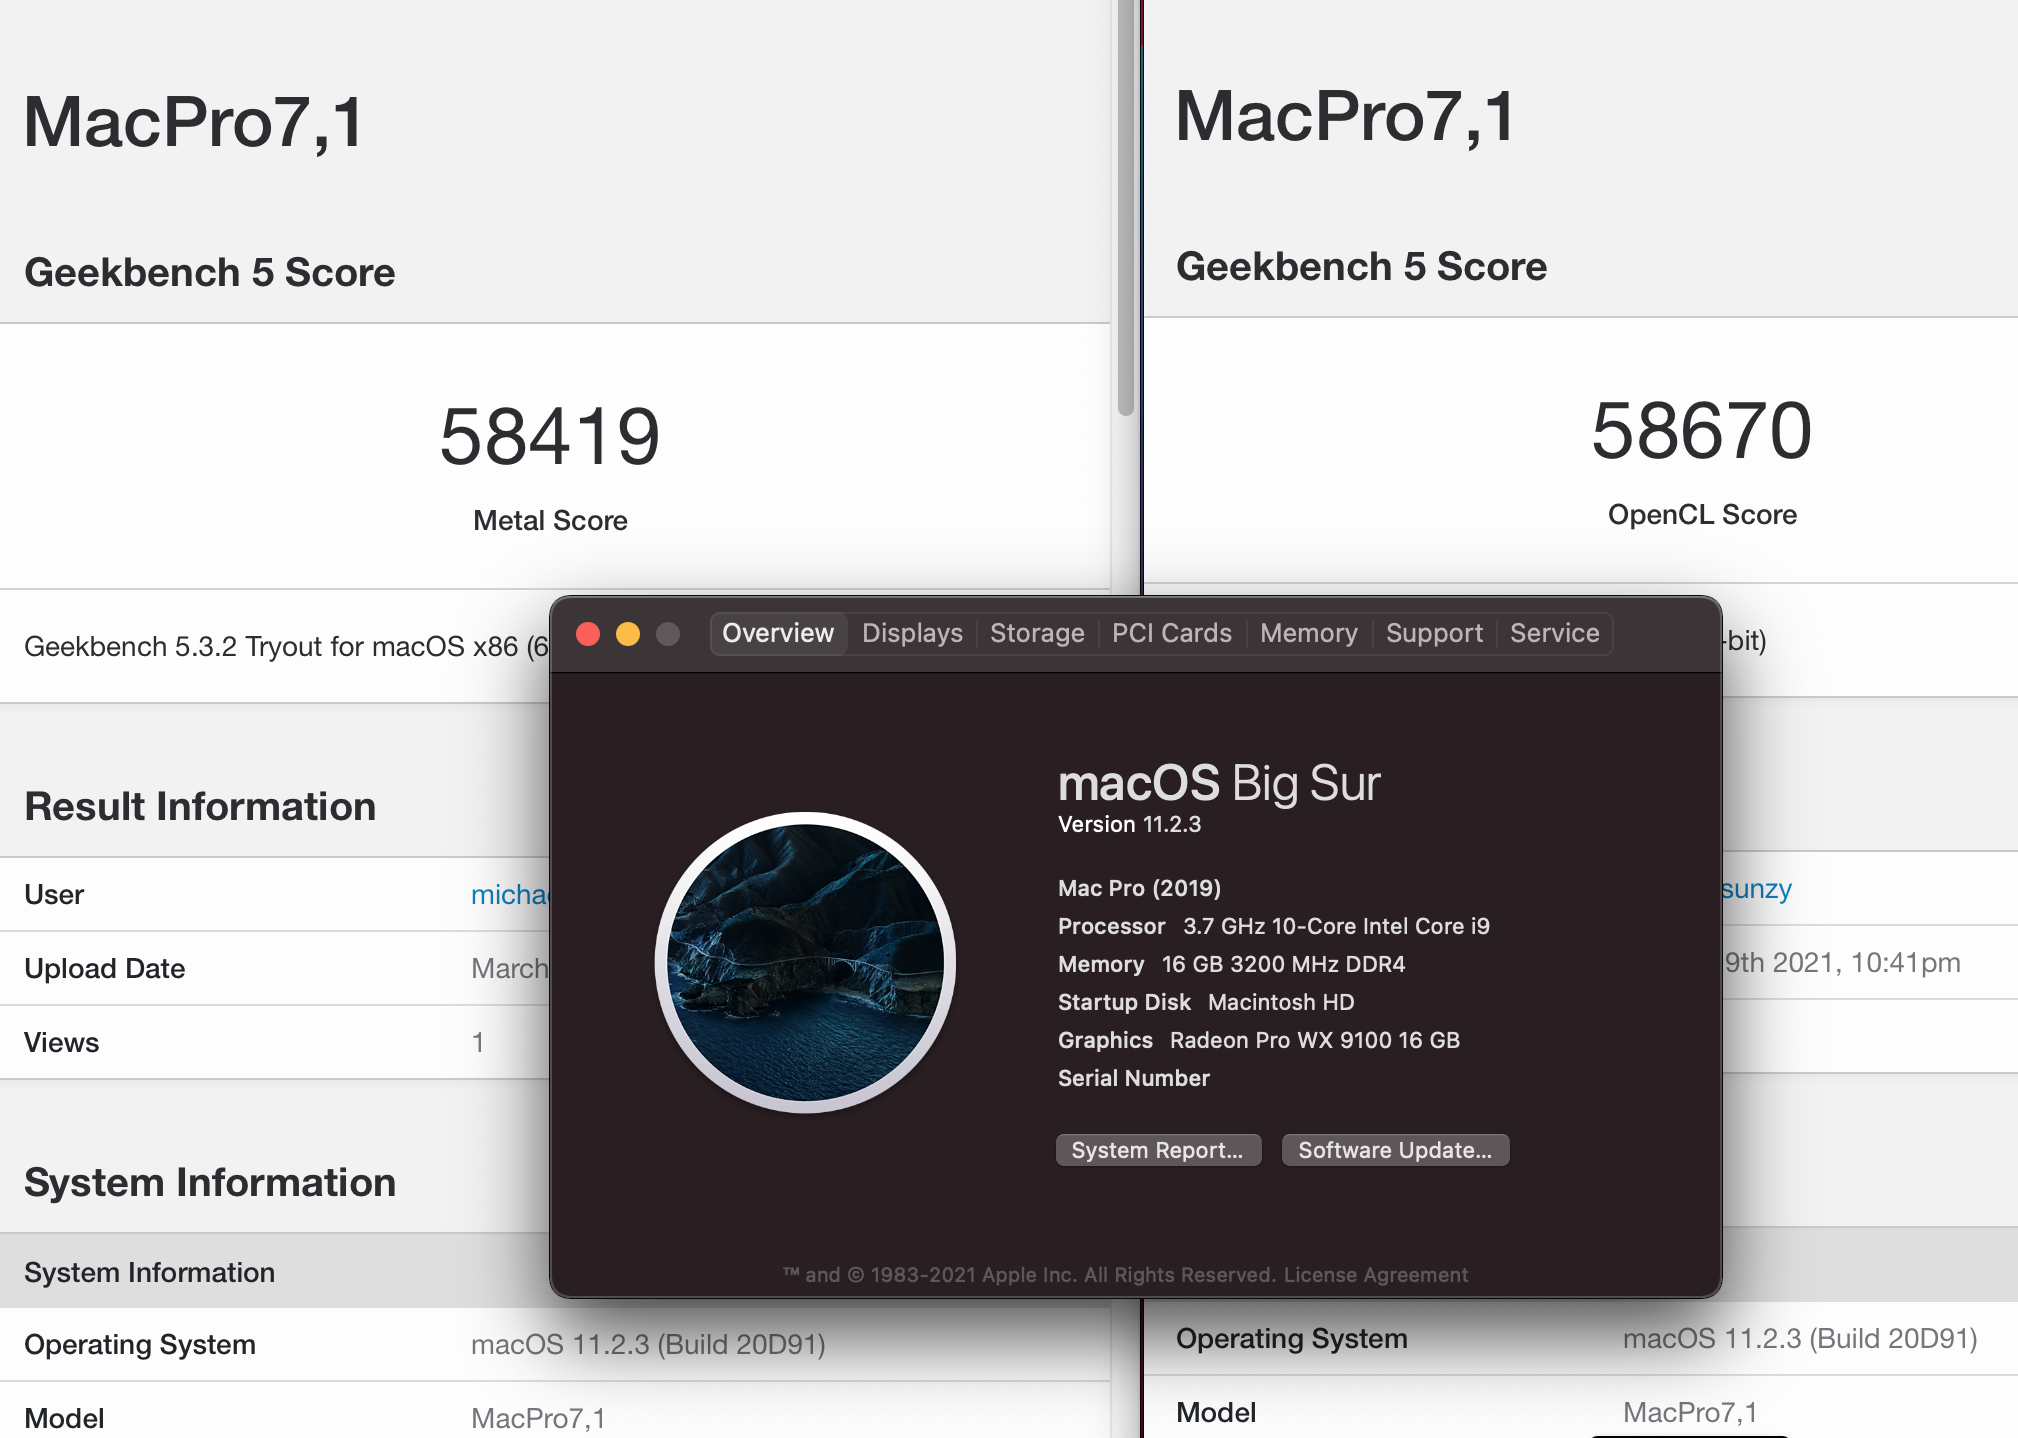 MacPro7,1
Geekbench 5 Score
58419
Metal Score
Geekbench 5.3.2 Tryout for macOS x86 (6
Result Information
User micha
Upload Date March
Views 1
System Information
System Information
Operating System macOS 11.2.3 (Build 20D91)
Model MacPro7,1
MacPro7,1
Geekbench 5 Score
58670
OpenCL Score
-bit)
sunzy
9th 2021, 10:41pm
Operating System macOS 11.2.3 (Build 20D91)
Model MacPro7,1
Overview Displays Storage PCI Cards Memory Support Service
macOS Big Sur
Version 11.2.3
Mac Pro (2019)
Processor 3.7 GHz 10-Core Intel Core i9
Memory 16 GB 3200 MHz DDR4
Startup Disk Macintosh HD
Graphics Radeon Pro WX 9100 16 GB
Serial Number
System Report... Software Update...
™ and © 1983-2021 Apple Inc. All Rights Reserved. License Agreement